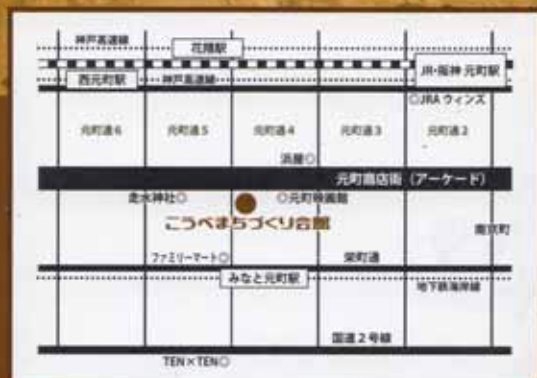 神戸高速線
花隈駅
JR・阪神 元町駅
西元町駅
神戸高速線
○JRA ウィンズ
元町通6
元町通5
元町通4
元町通3
元町通2
浜屋○
元町商店街（アーケード）
走水神社○
○元町映画館
こうべまちづくり会館
南京町
ファミリーマート○
栄町通
みなと元町駅
地下鉄海岸線
国道2号線
TEN×TEN○